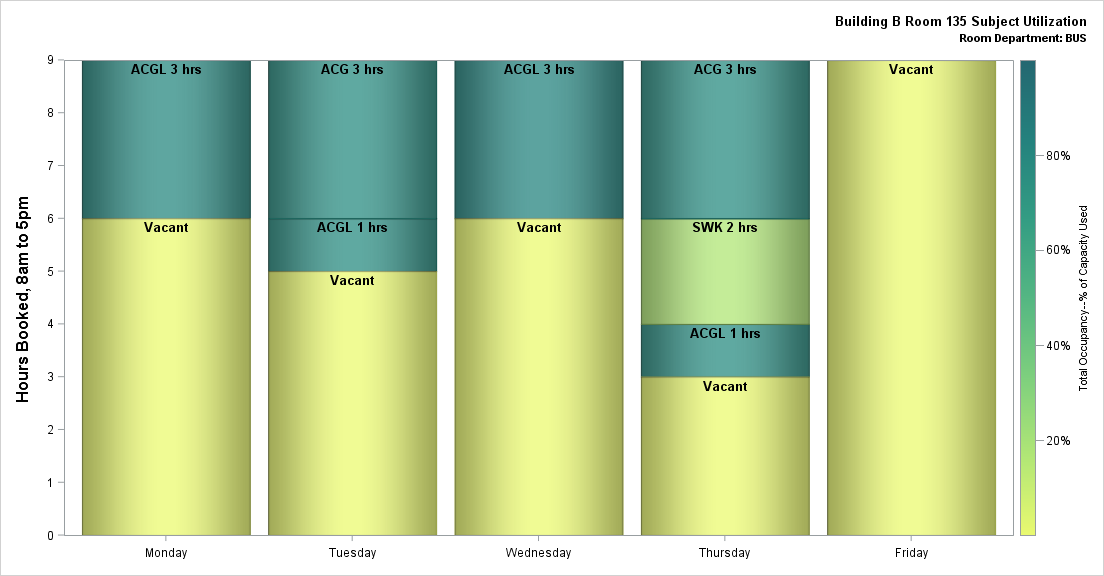 Building B Room 135 Subject Utilization
Room Department: BUS
Hours Booked, 8am to 5pm
9
8
7
6
5
4
3
2
1
0
ACGL 3 hrs
Vacant
ACG 3 hrs
ACGL 1 hrs
Vacant
ACGL 3 hrs
Vacant
ACG 3 hrs
SWK 2 hrs
ACGL 1 hrs
Vacant
Vacant
Monday
Tuesday
Wednesday
Thursday
Friday
80%
60%
40%
20%
Total Occupancy--% of Capacity Used